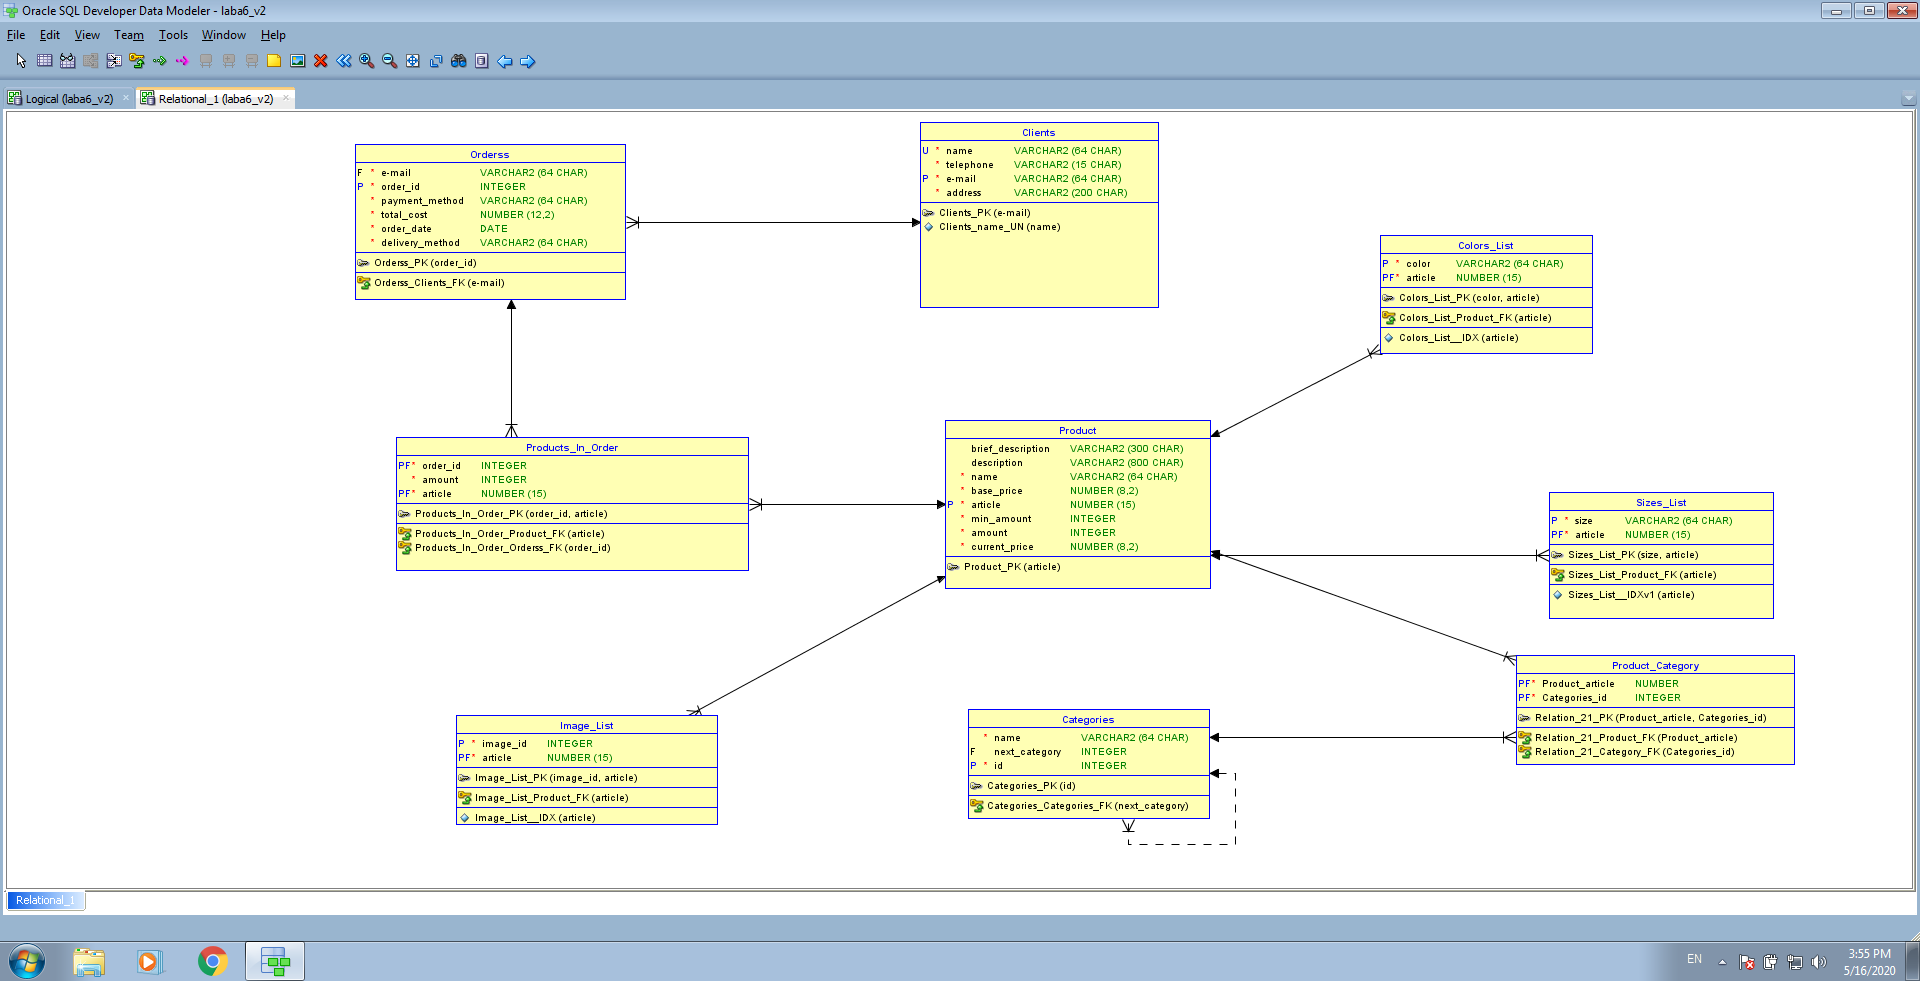 Oracle SQL Developer Data Modeler - laba6_v2
File Edit View Team Tools Window Help
Logical (laba6_v2) × Relational_1 (laba6_v2) ×
Clients
U * name VARCHAR2 (64 CHAR)
* telephone VARCHAR2 (15 CHAR)
P * e-mail VARCHAR2 (64 CHAR)
* address VARCHAR2 (200 CHAR)
Clients_PK (e-mail)
Clients_name_UN (name)
Orderss
F * e-mail VARCHAR2 (64 CHAR)
P * order_id INTEGER
* payment_method VARCHAR2 (64 CHAR)
* total_cost NUMBER (12,2)
* order_date DATE
* delivery_method VARCHAR2 (64 CHAR)
Orderss_PK (order_id)
Orderss_Clients_FK (e-mail)
Colors_List
P * color VARCHAR2 (64 CHAR)
PF* article NUMBER (15)
Colors_List_PK (color, article)
Colors_List_Product_FK (article)
Colors_List__IDX (article)
Products_In_Order
PF* order_id INTEGER
* amount INTEGER
PF* article NUMBER (15)
Products_In_Order_PK (order_id, article)
Products_In_Order_Product_FK (article)
Products_In_Order_Orderss_FK (order_id)
Product
brief_description VARCHAR2 (300 CHAR)
description VARCHAR2 (800 CHAR)
* name VARCHAR2 (64 CHAR)
* base_price NUMBER (8,2)
P * article NUMBER (15)
* min_amount INTEGER
* amount INTEGER
* current_price NUMBER (8,2)
Product_PK (article)
Sizes_List
P * size VARCHAR2 (64 CHAR)
PF* article NUMBER (15)
Sizes_List_PK (size, article)
Sizes_List_Product_FK (article)
Sizes_List__IDXv1 (article)
Product_Category
PF* Product_article NUMBER
PF* Categories_id INTEGER
Relation_21_PK (Product_article, Categories_id)
Relation_21_Product_FK (Product_article)
Relation_21_Category_FK (Categories_id)
Image_List
P * image_id INTEGER
PF* article NUMBER (15)
Image_List_PK (image_id, article)
Image_List_Product_FK (article)
Image_List__IDX (article)
Categories
* name VARCHAR2 (64 CHAR)
F next_category INTEGER
P * id INTEGER
Categories_PK (id)
Categories_Categories_FK (next_category)
Relational_1
EN
3:55 PM
5/16/2020